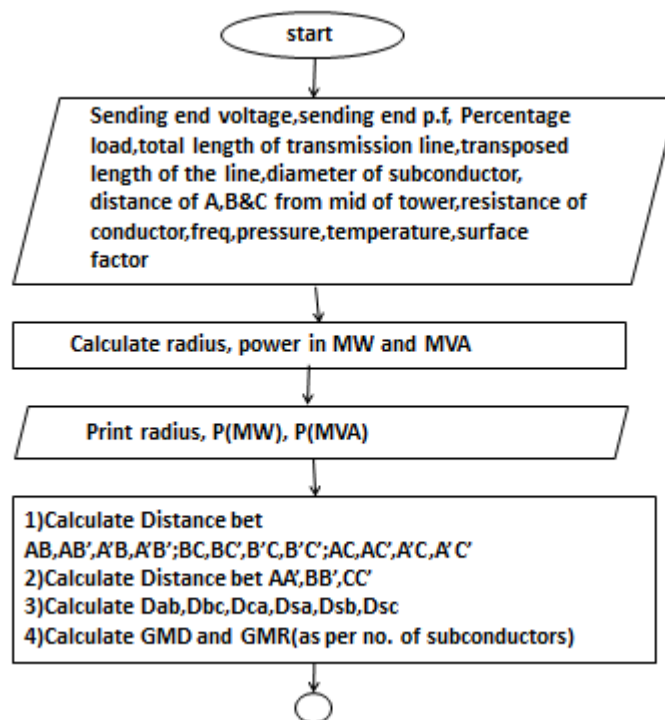 start
Sending end voltage,sending end p.f, Percentage
load,total length of transmission line,transposed
length of the line,diameter of subconductor,
distance of A,B&C from mid of tower,resistance of
conductor,freq,pressure,temperature,surface
factor
Calculate radius, power in MW and MVA
Print radius, P(MW), P(MVA)
1)Calculate Distance bet
AB,AB',A'B,A'B';BC,BC',B'C,B'C';AC,AC',A'C,A'C'
2)Calculate Distance bet AA',BB',CC'
3)Calculate Dab,Dbc,Dca,Dsa,Dsb,Dsc
4)Calculate GMD and GMR(as per no. of subconductors)